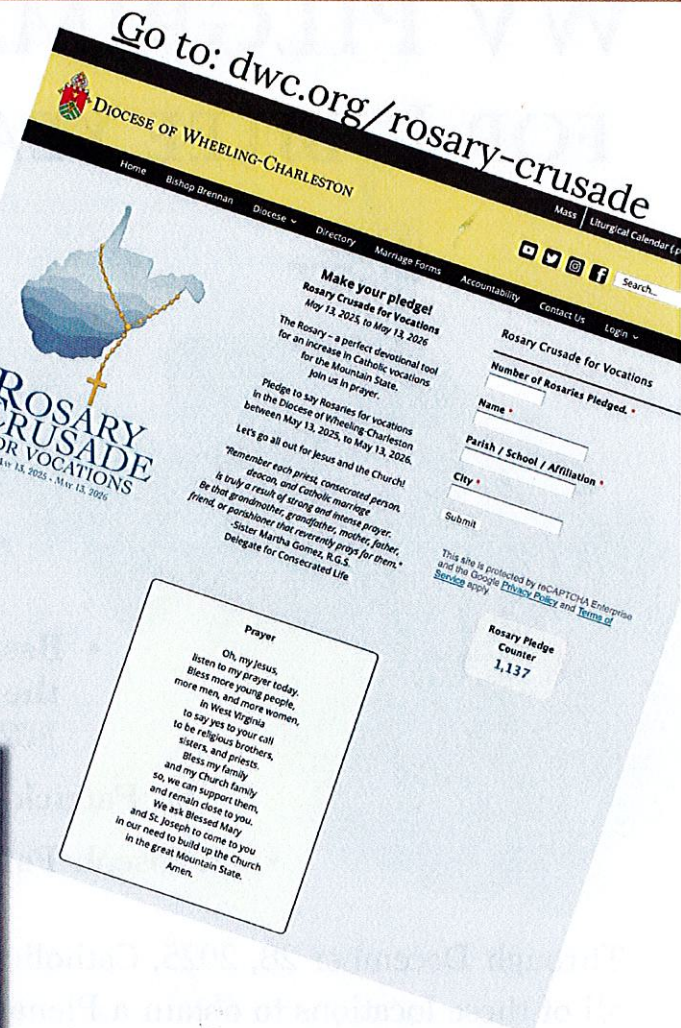 Go to: dwc.org/rosary-crusade
DIOCESE OF WHEELING-CHARLESTON
Mass | Liturgical Calendar
Search...
Home Bishop Brennan Diocese Directory Marriage Forms Accountability Contact Us Login
ROSARY
CRUSADE
FOR VOCATIONS
MAY 13, 2025 - MAY 13, 2026
Make your pledge!
Rosary Crusade for Vocations
May 13, 2025, to May 13, 2026
The Rosary – a perfect devotional tool
for an increase in Catholic vocations
for the Mountain State.
Join us in prayer.
Pledge to say Rosaries for vocations
in the Diocese of Wheeling-Charleston
between May 13, 2025, to May 13, 2026.
Let's go all out for Jesus and the Church!
"Remember each priest, consecrated person,
deacon, and Catholic marriage
is truly a result of strong and intense prayer.
Be that grandmother, grandfather, mother, father,
friend, or parishioner that reverently prays for them."
-Sister Martha Gomez, R.G.S.
Delegate for Consecrated Life
Rosary Crusade for Vocations
Number of Rosaries Pledged. *
Name *
Parish / School / Affiliation *
City *
Submit
This site is protected by reCAPTCHA Enterprise
and the Google Privacy Policy and Terms of
Service apply.
Rosary Pledge
Counter
1,137
Prayer
Oh, my Jesus,
listen to my prayer today.
Bless more young people,
more men, and more women,
in West Virginia
to say yes to your call
to be religious brothers,
sisters, and priests.
Bless my family
and my Church family
so, we can support them,
and remain close to you.
We ask Blessed Mary
and St. Joseph to come to you
in our need to build up the Church
in the great Mountain State.
Amen.